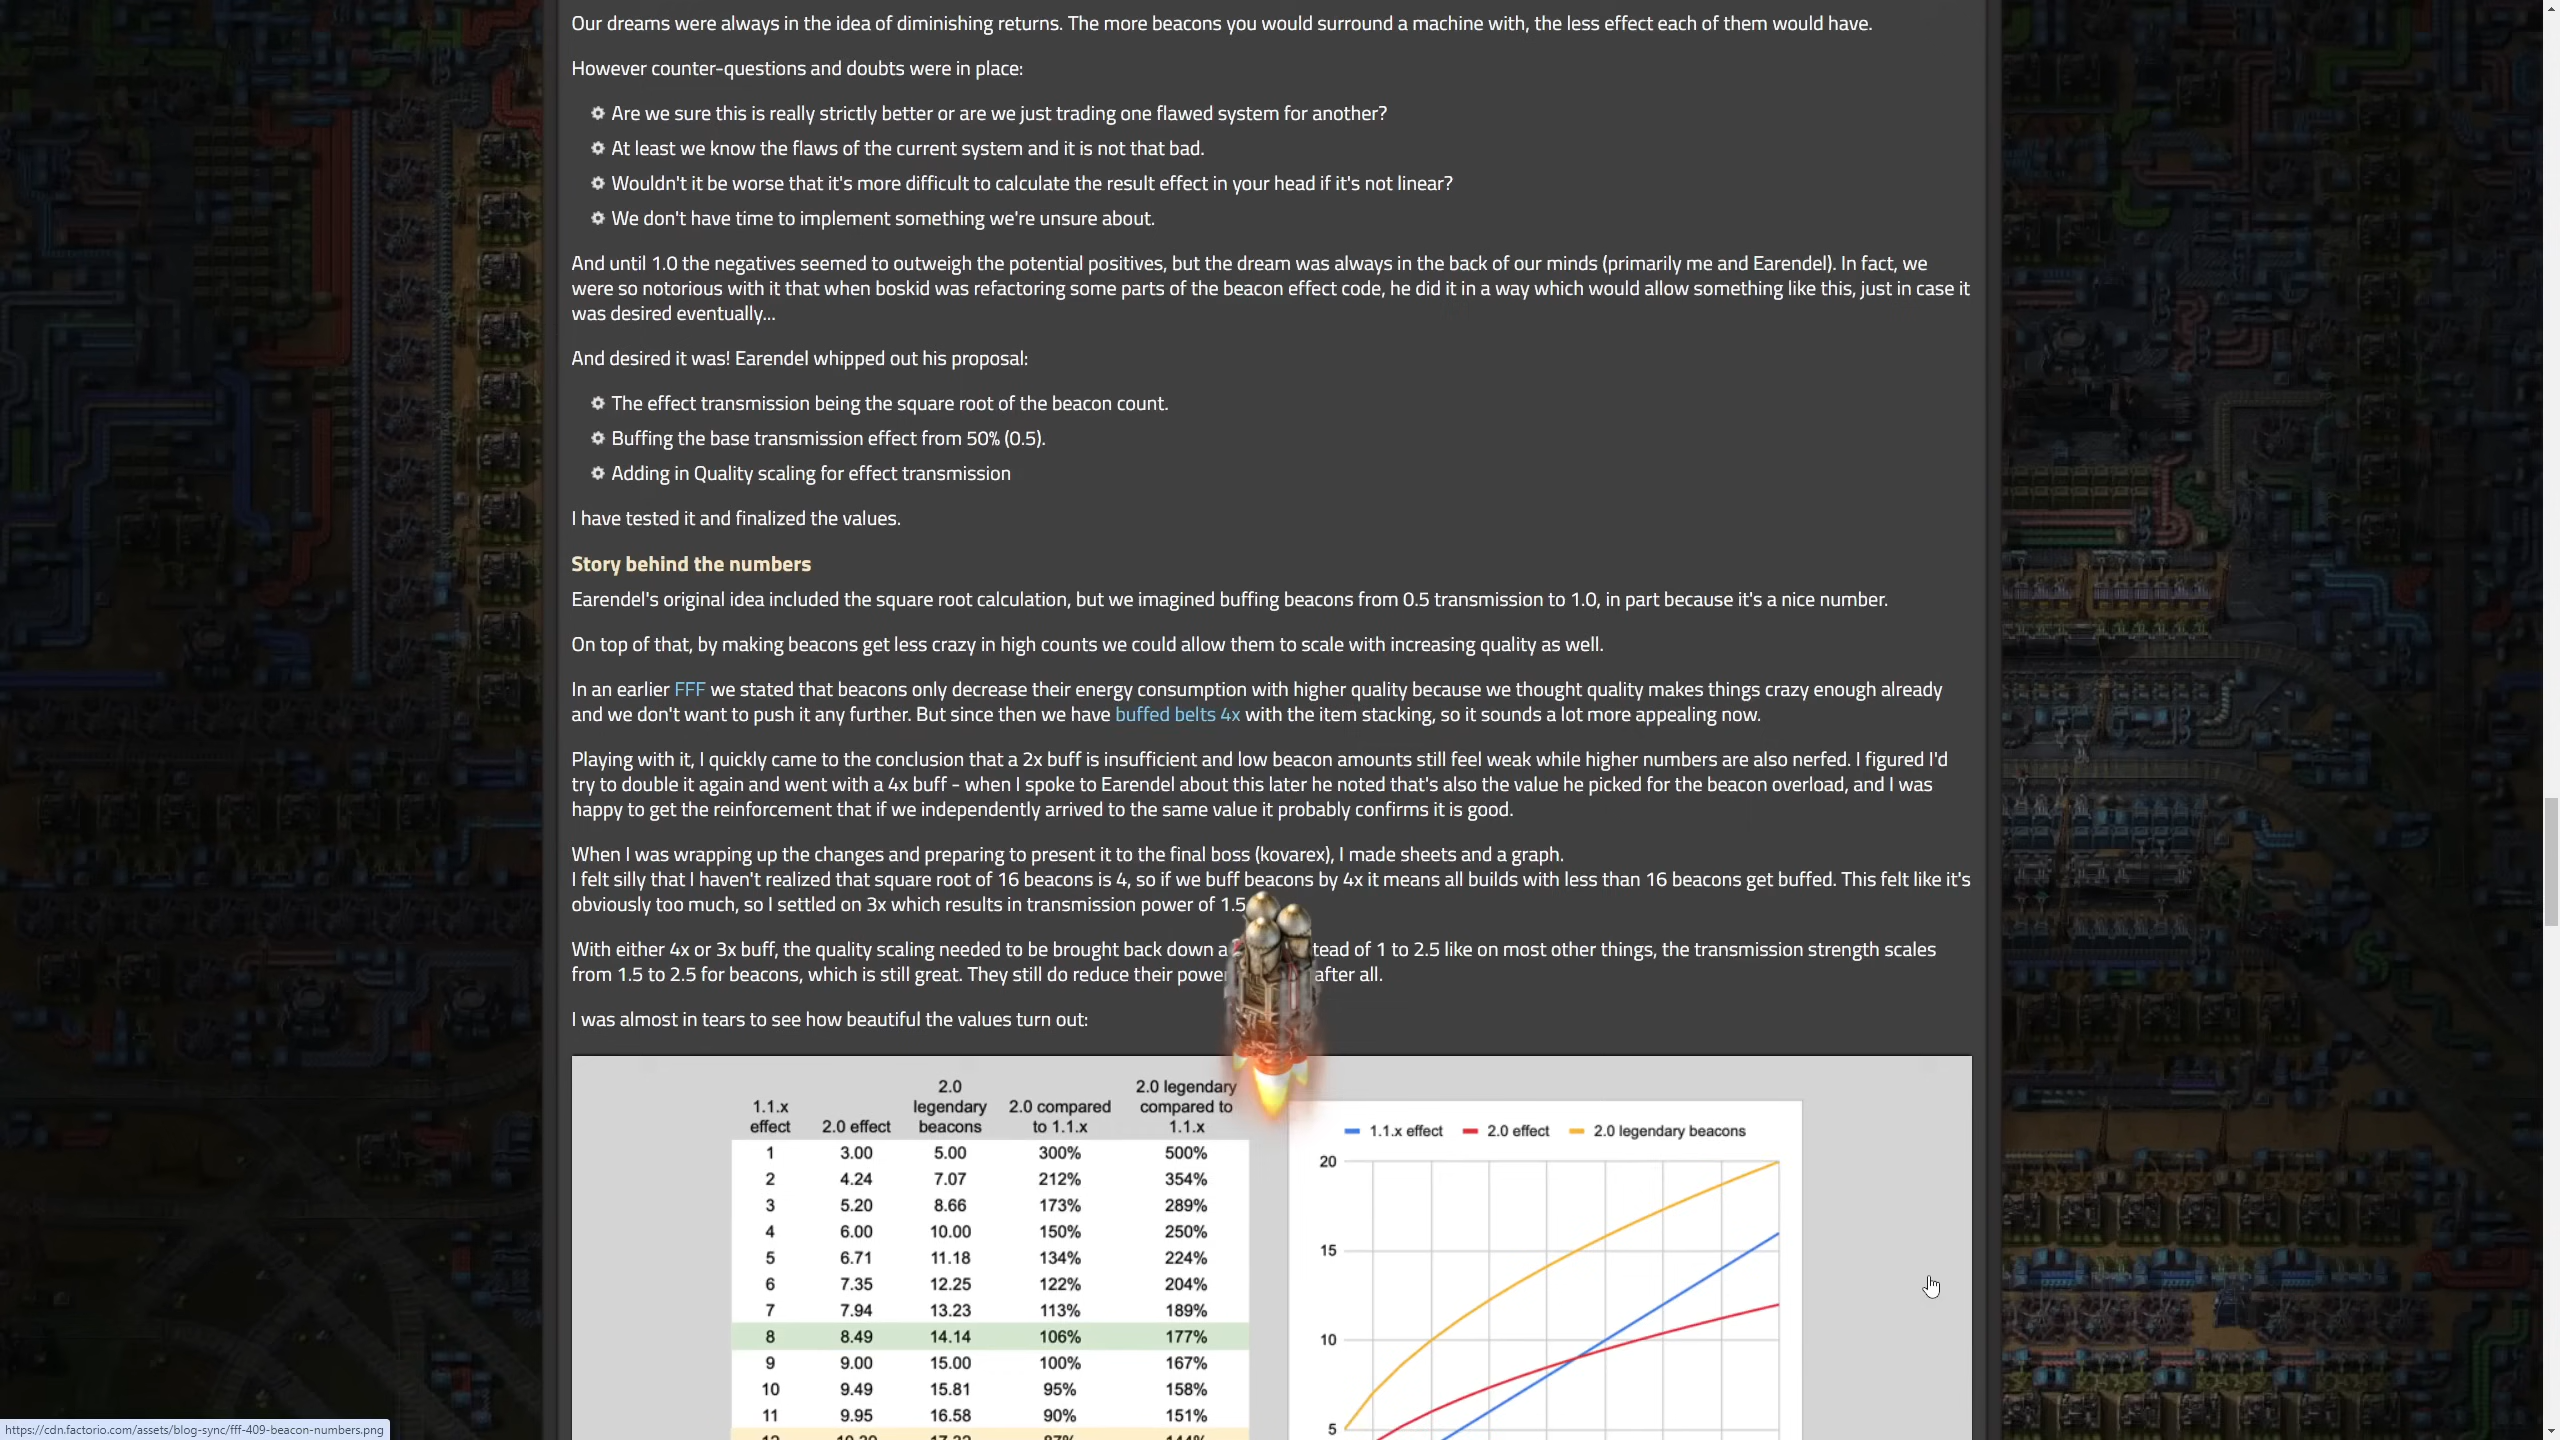 Our dreams were always in the idea of diminishing returns. The more beacons you would surround a machine with, the less effect each of them would have.
However counter-questions and doubts were in place:
Are we sure this is really strictly better or are we just trading one flawed system for another?
At least we know the flaws of the current system and it is not that bad.
Wouldn't it be worse that it's more difficult to calculate the result effect in your head if it's not linear?
We don't have time to implement something we're unsure about.
And until 1.0 the negatives seemed to outweigh the potential positives, but the dream was always in the back of our minds (primarily me and Earendel). In fact, we
were so notorious with it that when boskid was refactoring some parts of the beacon effect code, he did it in a way which would allow something like this, just in case it
was desired eventually...
And desired it was! Earendel whipped out his proposal:
The effect transmission being the square root of the beacon count.
Buffing the base transmission effect from 50% (0.5).
Adding in Quality scaling for effect transmission
I have tested it and finalized the values.
Story behind the numbers
Earendel's original idea included the square root calculation, but we imagined buffing beacons from 0.5 transmission to 1.0, in part because it's a nice number.
On top of that, by making beacons get less crazy in high counts we could allow them to scale with increasing quality as well.
In an earlier FFF we stated that beacons only decrease their energy consumption with higher quality because we thought quality makes things crazy enough already
and we don't want to push it any further. But since then we have buffed belts 4x with the item stacking, so it sounds a lot more appealing now.
Playing with it, I quickly came to the conclusion that a 2x buff is insufficient and low beacon amounts still feel weak while higher numbers are also nerfed. I figured I'd
try to double it again and went with a 4x buff - when I spoke to Earendel about this later he noted that's also the value he picked for the beacon overload, and I was
happy to get the reinforcement that if we independently arrived to the same value it probably confirms it is good.
When I was wrapping up the changes and preparing to present it to the final boss (kovarex), I made sheets and a graph.
I felt silly that I haven't realized that square root of 16 beacons is 4, so if we buff beacons by 4x it means all builds with less than 16 beacons get buffed. This felt like it's
obviously too much, so I settled on 3x which results in transmission power of 1.5
With either 4x or 3x buff, the quality scaling needed to be brought back down a tead of 1 to 2.5 like on most other things, the transmission strength scales
from 1.5 to 2.5 for beacons, which is still great. They still do reduce their power after all.
I was almost in tears to see how beautiful the values turn out:
1.1.x effect 2.0 effect 2.0 legendary beacons 2.0 compared to 1.1.x 2.0 legendary compared to 1.1.x
1 3.00 5.00 300% 500%
2 4.24 7.07 212% 354%
3 5.20 8.66 173% 289%
4 6.00 10.00 150% 250%
5 6.71 11.18 134% 224%
6 7.35 12.25 122% 204%
7 7.94 13.23 113% 189%
8 8.49 14.14 106% 177%
9 9.00 15.00 100% 167%
10 9.49 15.81 95% 158%
11 9.95 16.58 90% 151%
1.1.x effect 2.0 effect 2.0 legendary beacons
20
15
10
5
https://cdn.factorio.com/assets/blog-sync/fff-409-beacon-numbers.png